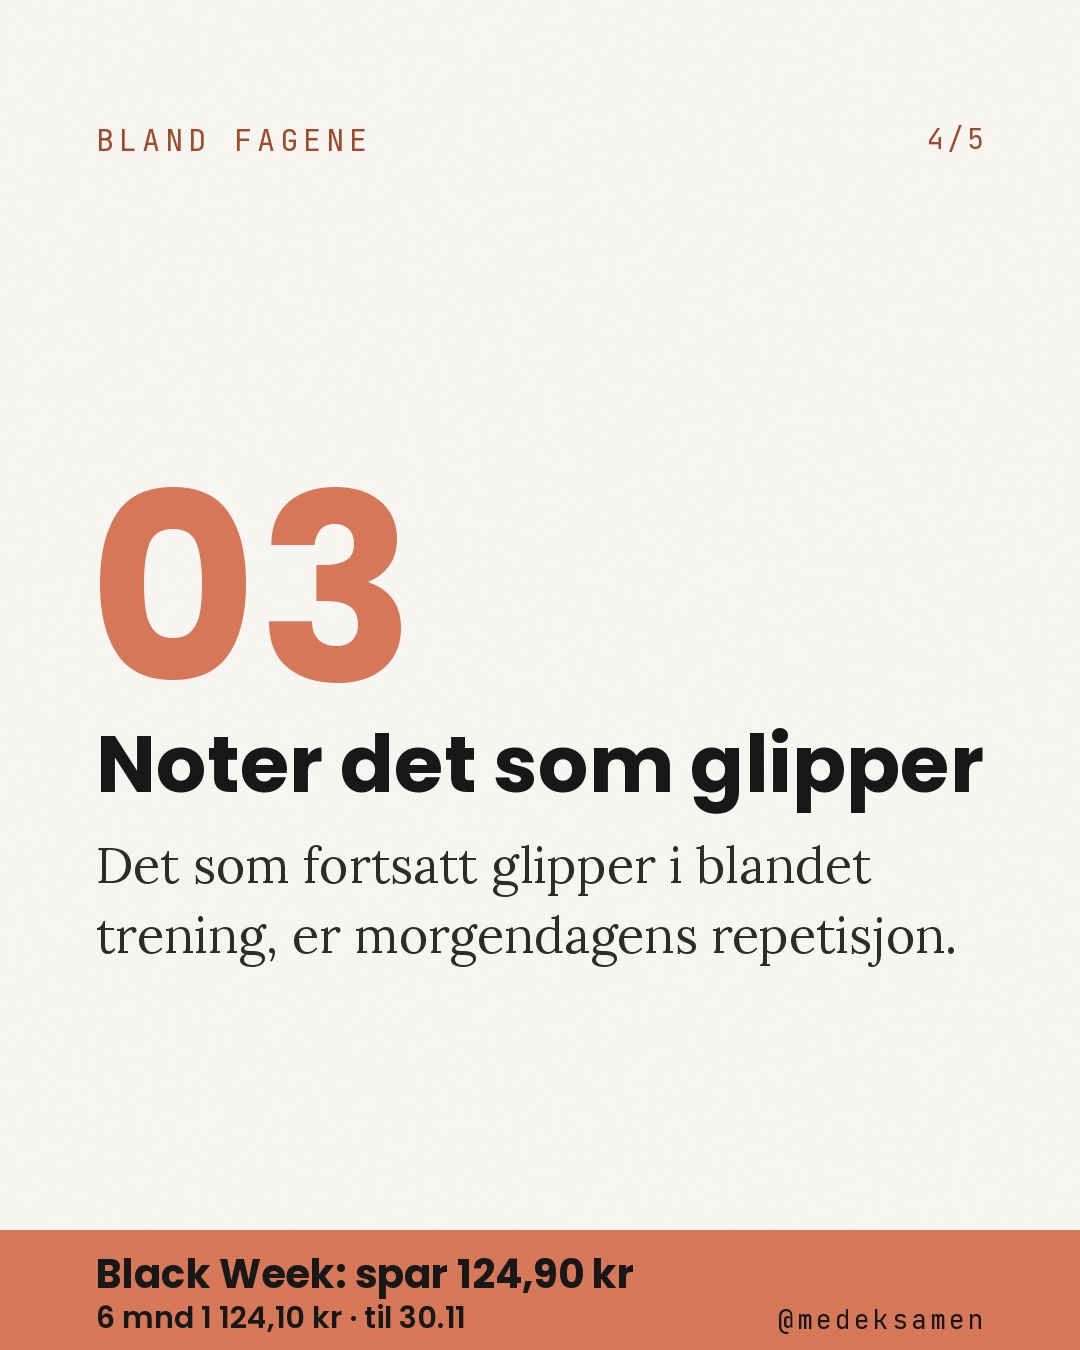 BLAND FAGENE
4/5
03
Noter det som glipper
Det som fortsatt glipper i blandet
trening, er morgendagens repetisjon.
Black Week: spar 124,90 kr
6 mnd 1 124,10 kr · til 30.11
@medeksamen